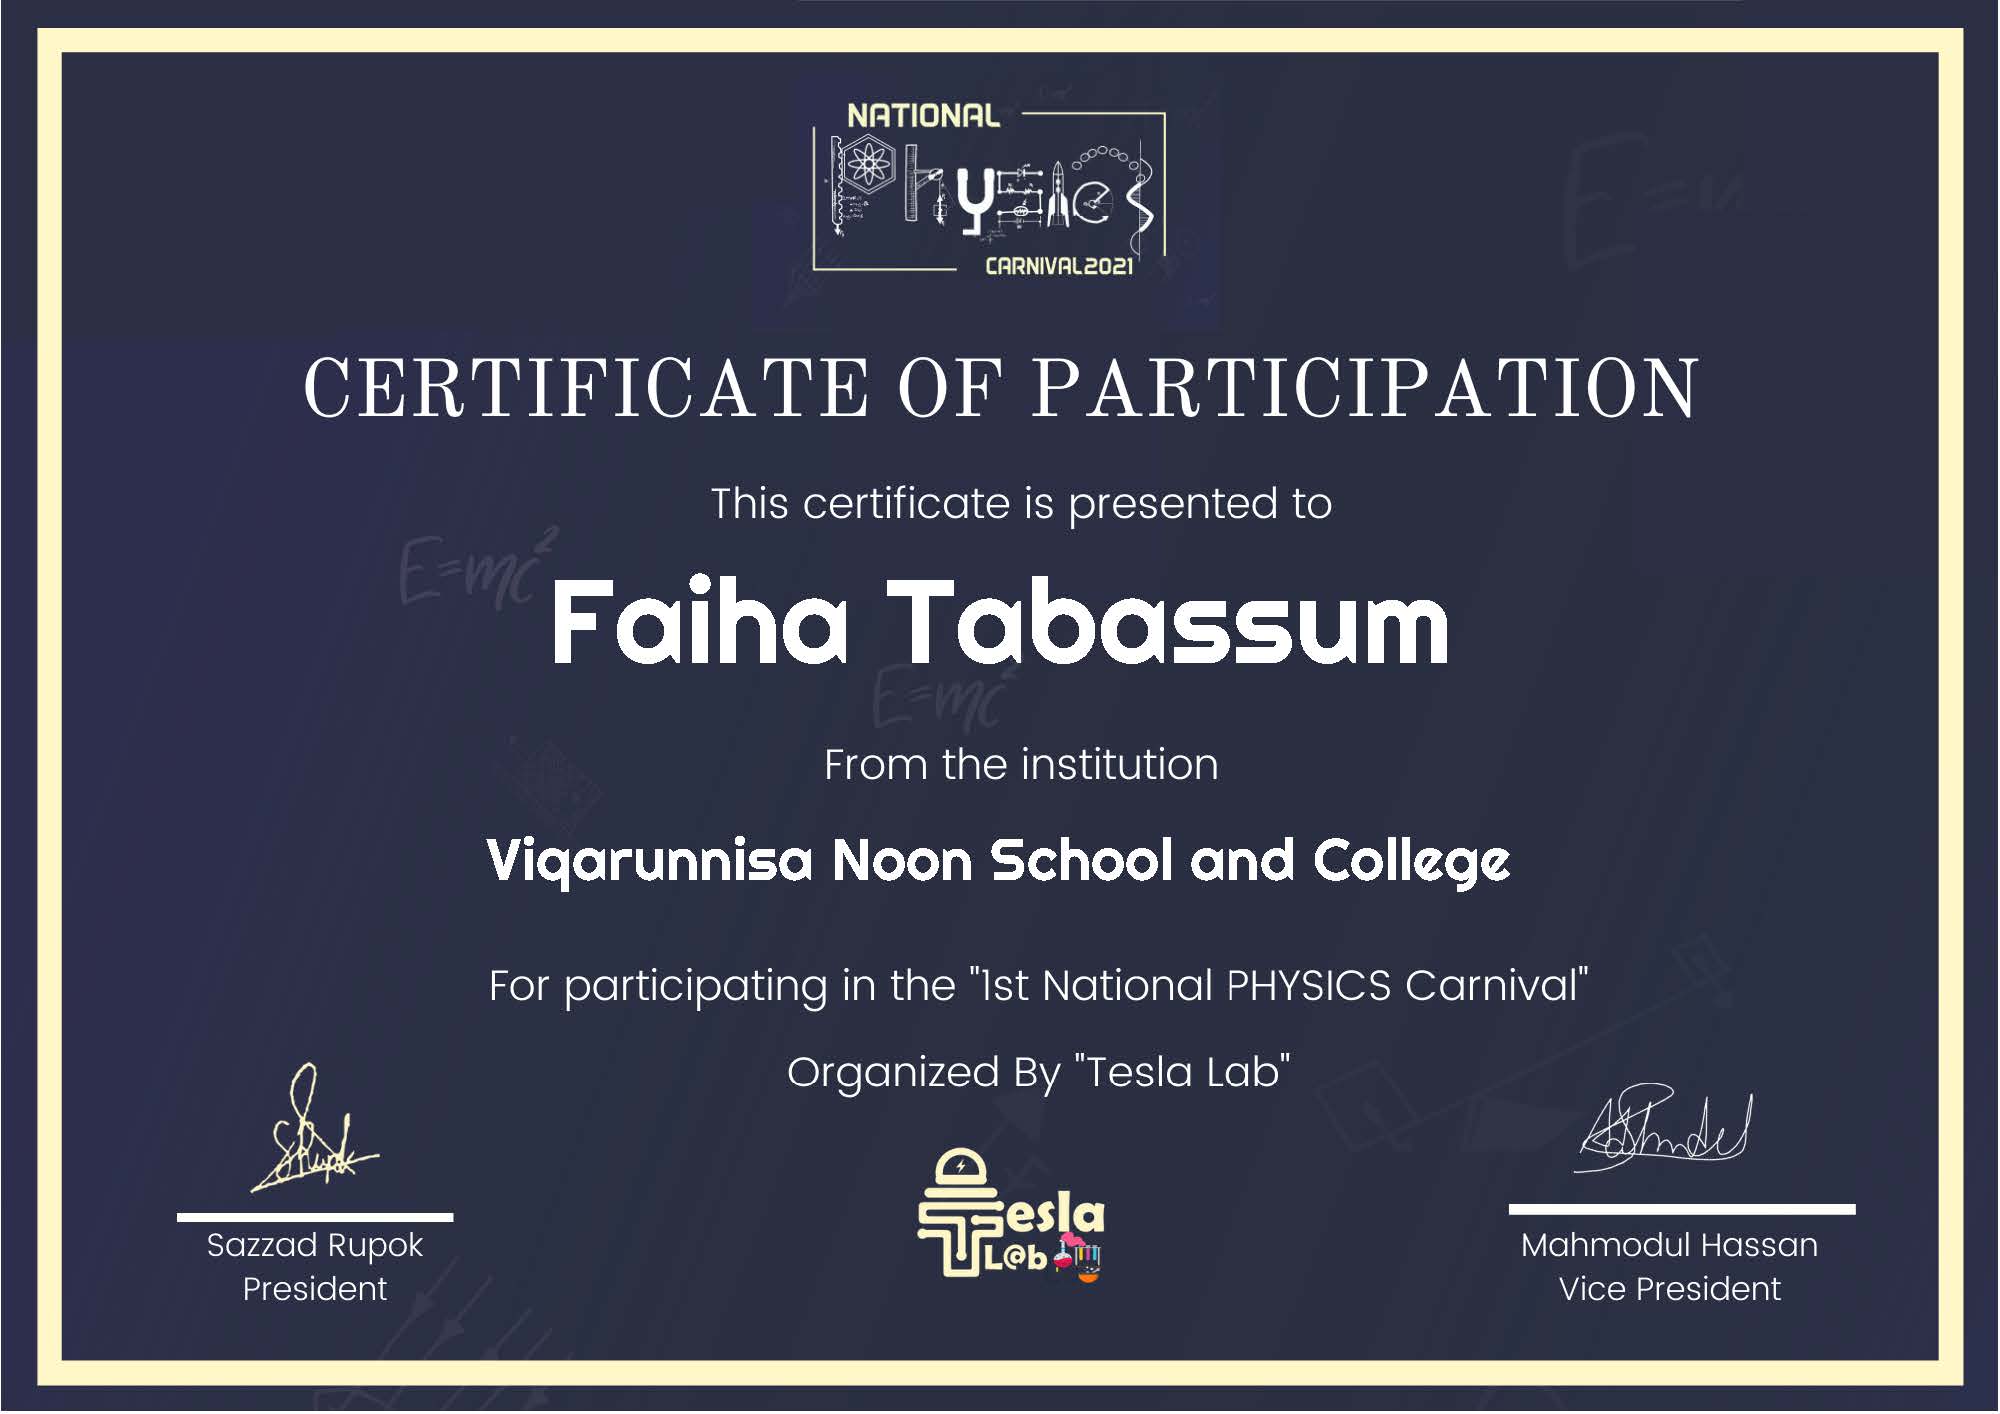 NATIONAL
Physics
CARNIVAL2021
CERTIFICATE OF PARTICIPATION
This certificate is presented to
E=mc²
Faiha Tabassum
E=mc²
From the institution
Viqarunnisa Noon School and College
For participating in the "1st National PHYSICS Carnival"
Organized By "Tesla Lab"
Tesla
L@b
Sazzad Rupok
President
Mahmodul Hassan
Vice President